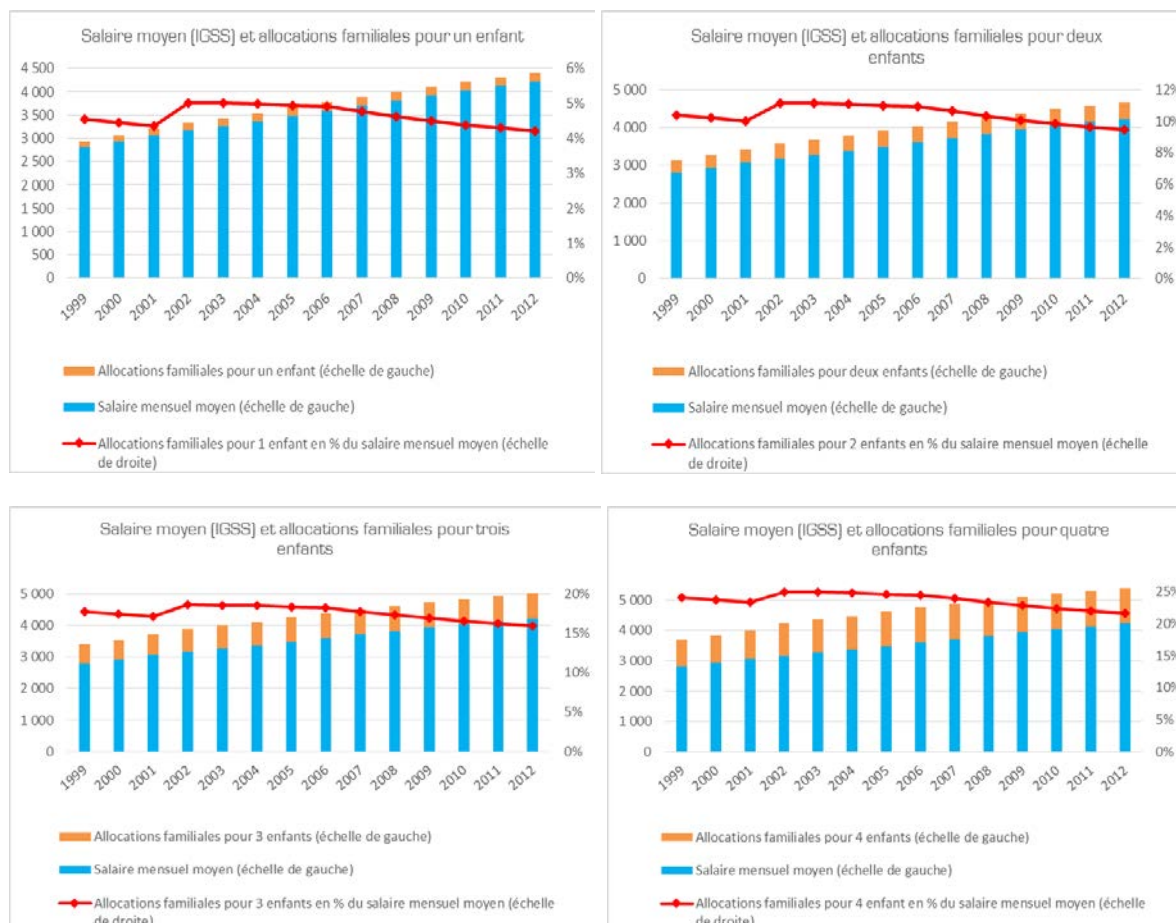 Salaire moyen (IGSS) et allocations familiales pour un enfant
4 500
4 000
3 500
3 000
2 500
2 000
1 500
1 000
500
0
6%
5%
4%
3%
2%
1%
0%
1999 2000 2001 2002 2003 2004 2005 2006 2007 2008 2009 2010 2011 2012
Allocations familiales pour un enfant (échelle de gauche)
Salaire mensuel moyen (échelle de gauche)
Allocations familiales pour 1 enfant en % du salaire mensuel moyen (échelle
de droite)
Salaire moyen (IGSS) et allocations familiales pour deux
enfants
5 000
4 000
3 000
2 000
1 000
0
12%
10%
8%
6%
4%
2%
0%
1999 2000 2001 2002 2003 2004 2005 2006 2007 2008 2009 2010 2011 2012
Allocations familiales pour deux enfants (échelle de gauche)
Salaire mensuel moyen (échelle de gauche)
Allocations familiales pour 2 enfants en % du salaire mensuel moyen (échelle
de droite)
Salaire moyen (IGSS) et allocations familiales pour trois
enfants
5 000
4 000
3 000
2 000
1 000
0
20%
15%
10%
5%
0%
1999 2000 2001 2002 2003 2004 2005 2006 2007 2008 2009 2010 2011 2012
Allocations familiales pour 3 enfants (échelle de gauche)
Salaire mensuel moyen (échelle de gauche)
Allocations familiales pour 3 enfants en % du salaire mensuel moyen (échelle
de droite)
Salaire moyen (IGSS) et allocations familiales pour quatre
enfants
5 000
4 000
3 000
2 000
1 000
0
25%
20%
15%
10%
5%
0%
1999 2000 2001 2002 2003 2004 2005 2006 2007 2008 2009 2010 2011 2012
Allocations familiales pour 4 enfants (échelle de gauche)
Salaire mensuel moyen (échelle de gauche)
Allocations familiales pour 4 enfant en % du salaire mensuel moyen (échelle
de droite)